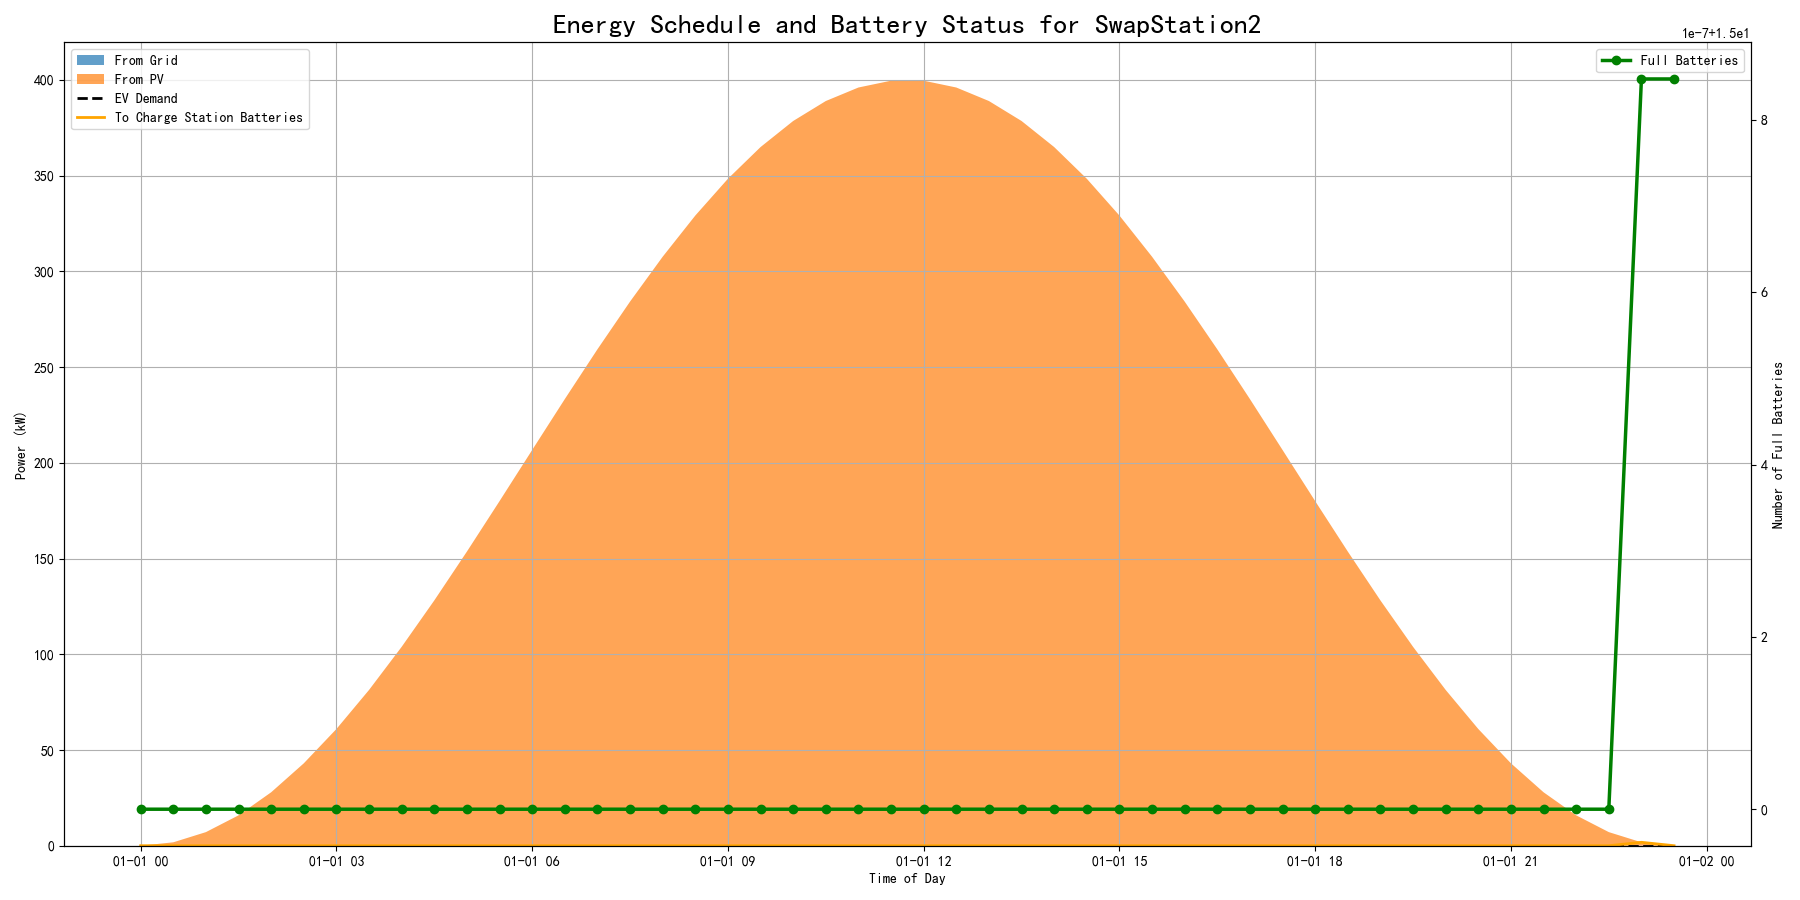 Energy Schedule and Battery Status for SwapStation2
1e-7+1.5e1
From Grid
From PV
EV Demand
To Charge Station Batteries
Full Batteries
400
350
300
250
200
150
100
50
0
Power (kW)
8
6
4
2
0
Number of Full Batteries
01-01 00
01-01 03
01-01 06
01-01 09
01-01 12
01-01 15
01-01 18
01-01 21
01-02 00
Time of Day